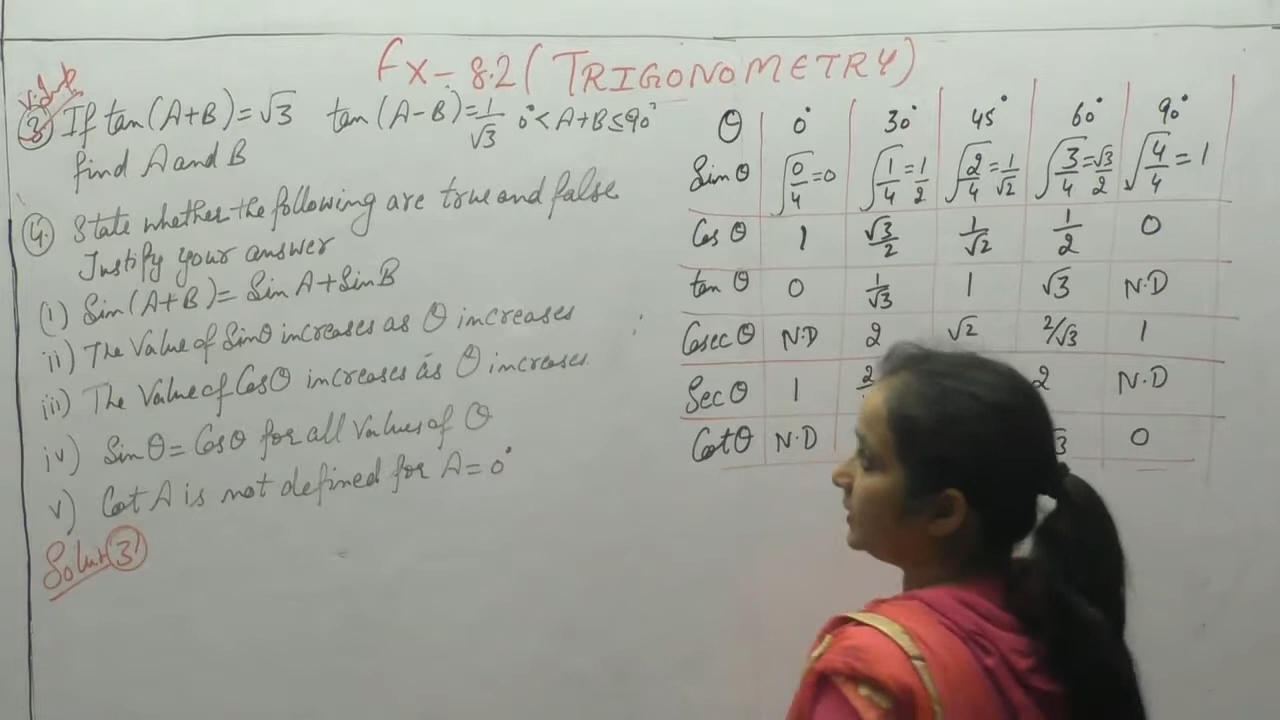 Ex-8.2 (TRIGONOMETRY)
v.Imp
③ If tan(A+B)=√3 tan(A-B)=1/√3 0°<A+B≤90°
find A and B
④. State whether the following are true and false
Justify your answer
(i) Sin(A+B)= Sin A+Sin B
ii) The Value of Sinθ increases as θ increases
iii) The Value of Cosθ increases as θ increases
iv) Sinθ=Cosθ for all Values of θ
v) Cot A is not defined for A=0°
Solut ③
θ 0° 30° 45° 60° 90°
Sinθ √0/4=0 √1/4=1/2 √2/4=1/√2 √3/4=√3/2 √4/4=1
Cosθ 1 √3/2 1/√2 1/2 0
tanθ 0 1/√3 1 √3 N.D
Cosecθ N.D 2 √2 2/√3 1
Secθ 1 2 2 N.D
Cotθ N.D √3 0